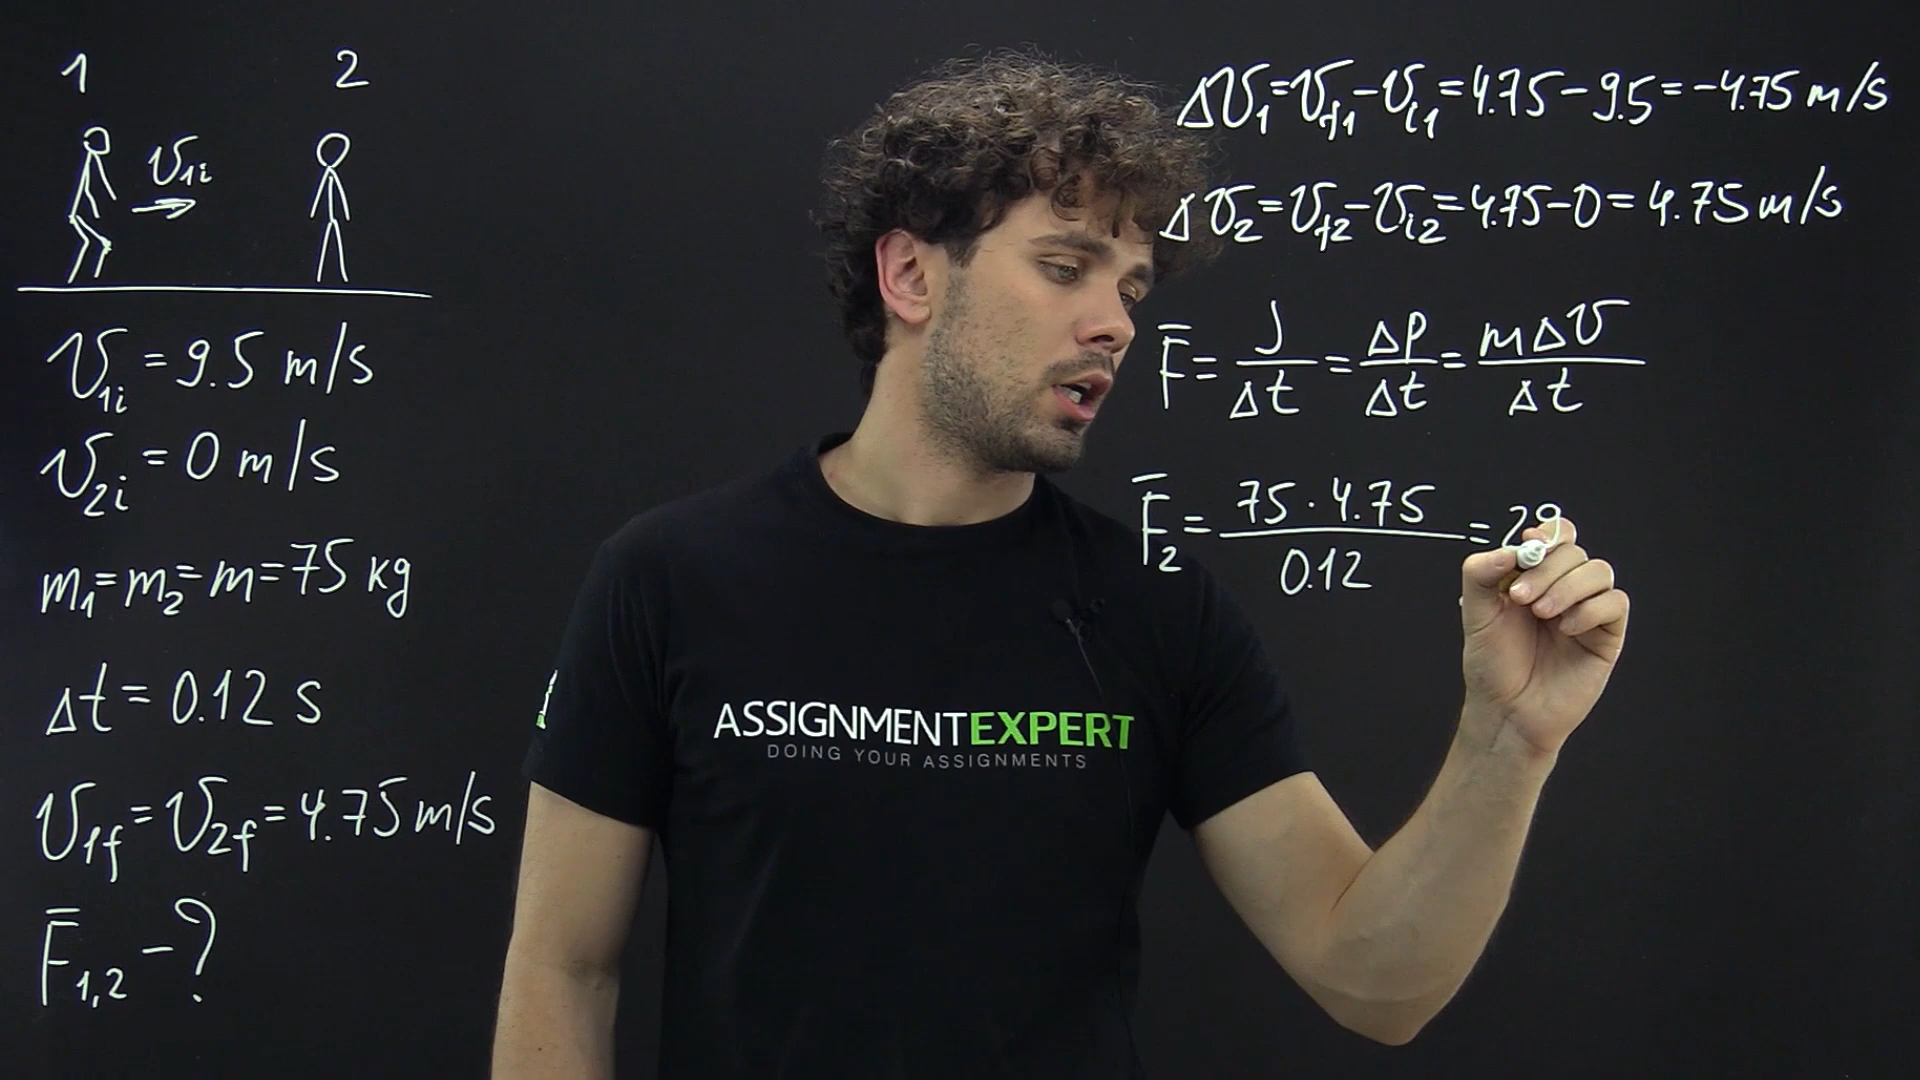 1 2
v₁ᵢ
v₁ᵢ = 9.5 m/s
v₂ᵢ = 0 m/s
m₁ = m₂ = m = 75 kg
Δt = 0.12 s
v₁f = v₂f = 4.75 m/s
F̄₁,₂ - ?
Δv₁ = vf₁ - vᵢ₁ = 4.75 - 9.5 = -4.75 m/s
Δv₂ = vf₂ - vᵢ₂ = 4.75 - 0 = 4.75 m/s
F̄ = J/Δt = Δp/Δt = mΔv/Δt
F̄₂ = 75 · 4.75 / 0.12 = 29
ASSIGNMENTEXPERT
DOING YOUR ASSIGNMENTS